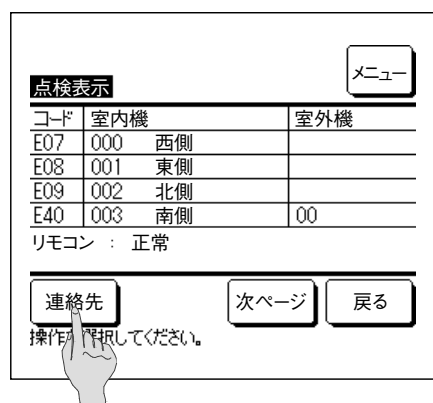 メニュー
点検表示
コード 室内機 室外機
E07 000 西側
E08 001 東側
E09 002 北側
E40 003 南側 00
リモコン : 正常
連絡先 次ページ 戻る
操作を選択してください。